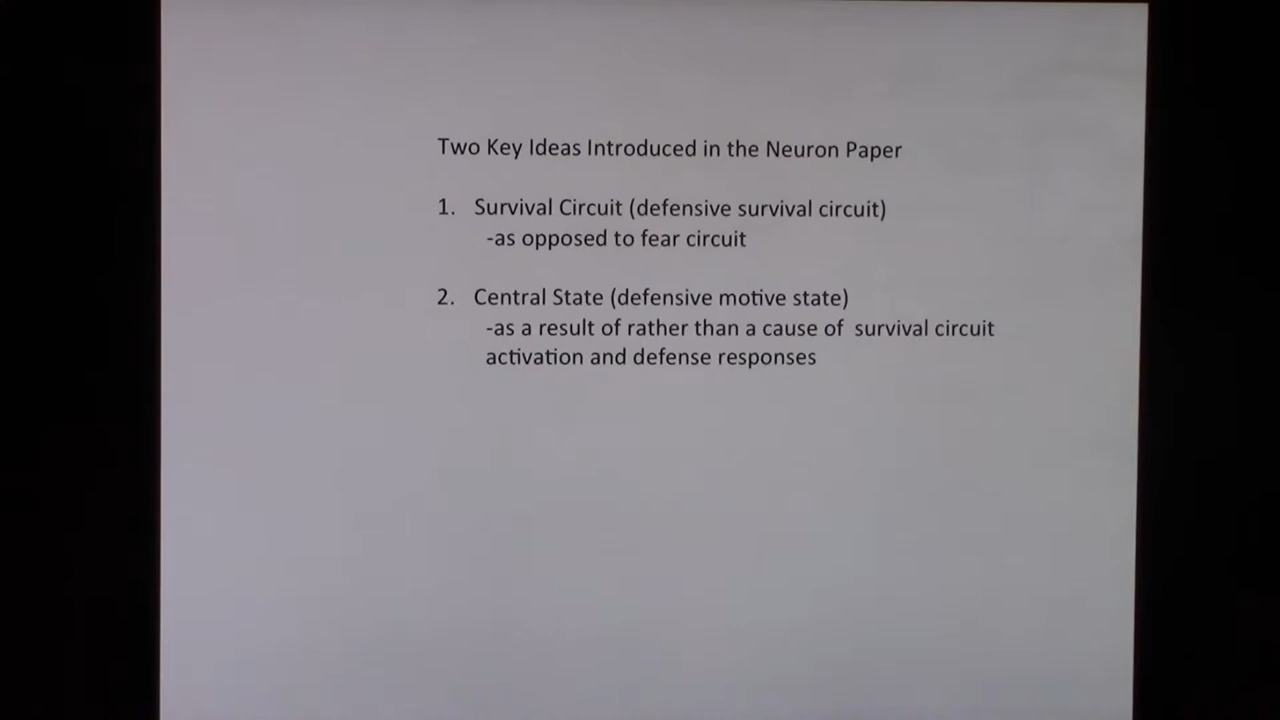 Two Key Ideas Introduced in the Neuron Paper
1. Survival Circuit (defensive survival circuit)
-as opposed to fear circuit
2. Central State (defensive motive state)
-as a result of rather than a cause of survival circuit
activation and defense responses